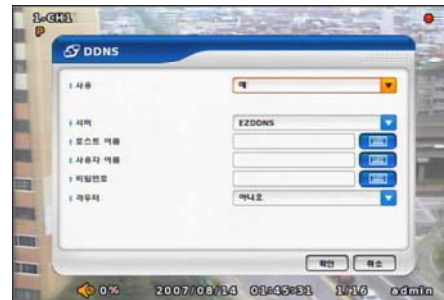 1-CH1
P
DDNS
사용
예
서버
EZDDNS
호스트 이름
사용자 이름
비밀번호
라우터
아니오
확인 취소
0% 2007/08/14 01:45:31 1/16 admin